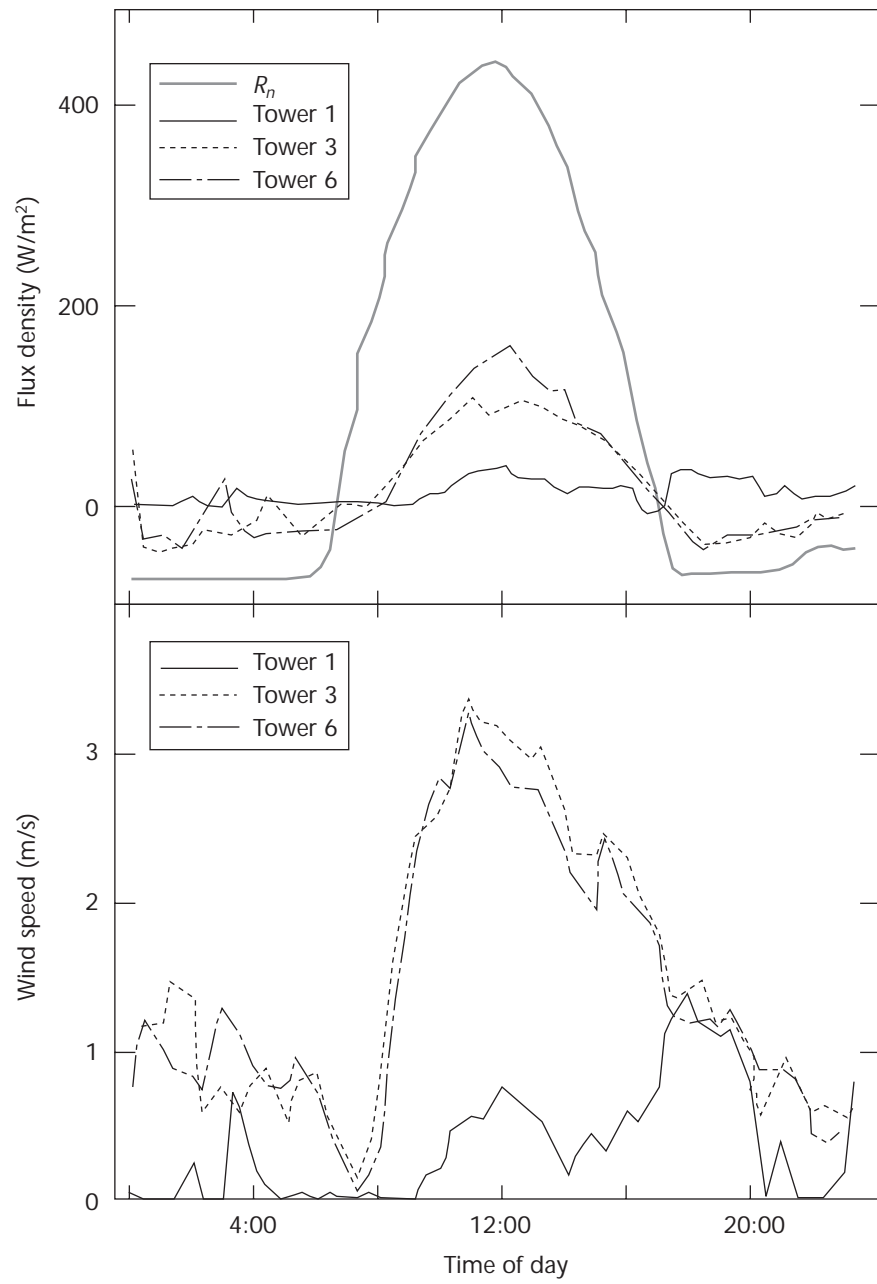 400
200
0
Flux density (W/m²)
Rₙ
Tower 1
Tower 3
Tower 6
3
2
1
0
Wind speed (m/s)
Tower 1
Tower 3
Tower 6
4:00 12:00 20:00
Time of day